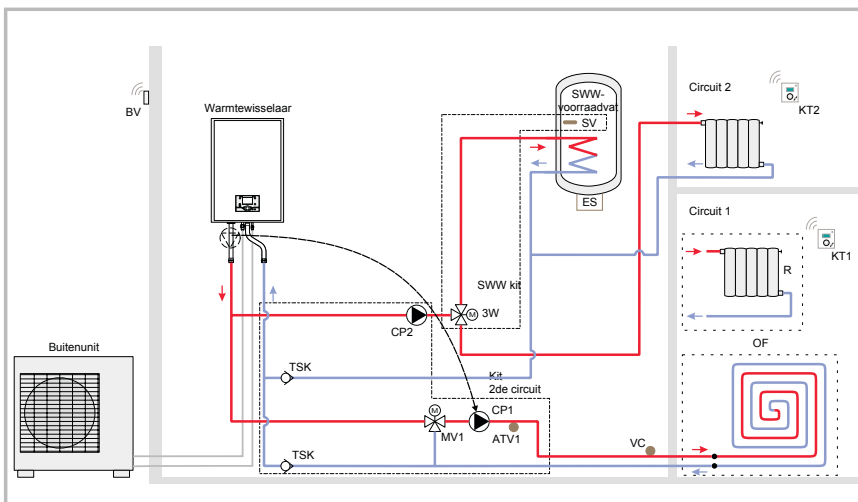 SWW-
voorraadvat
SV
ES
Circuit 2
KT2
BV
Warmtewisselaar
Circuit 1
R
KT1
SWW kit
M
3W
CP2
Buitenunit
OF
TSK
Kit
2de circuit
M
CP1
MV1
ATV1
VC
TSK